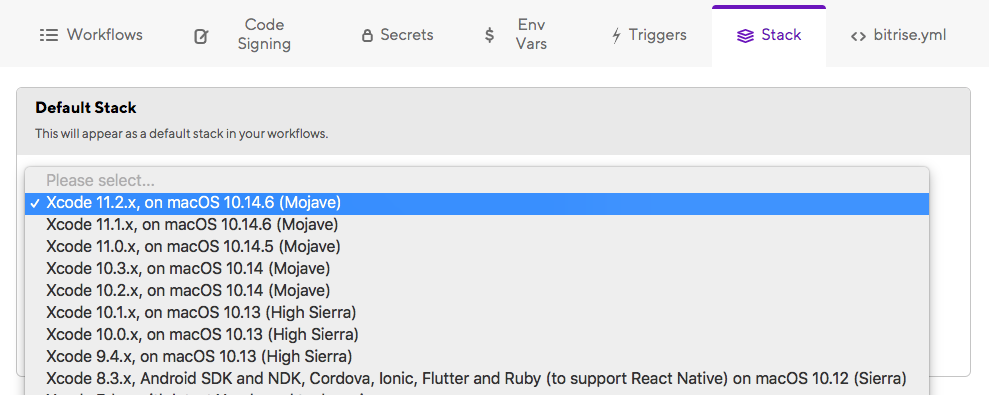 Workflows
Code Signing
Secrets
$
Env Vars
Triggers
Stack
<> bitrise.yml
Default Stack
This will appear as a default stack in your workflows.
Please select...
✓ Xcode 11.2.x, on macOS 10.14.6 (Mojave)
Xcode 11.1.x, on macOS 10.14.6 (Mojave)
Xcode 11.0.x, on macOS 10.14.5 (Mojave)
Xcode 10.3.x, on macOS 10.14 (Mojave)
Xcode 10.2.x, on macOS 10.14 (Mojave)
Xcode 10.1.x, on macOS 10.13 (High Sierra)
Xcode 10.0.x, on macOS 10.13 (High Sierra)
Xcode 9.4.x, on macOS 10.13 (High Sierra)
Xcode 8.3.x, Android SDK and NDK, Cordova, Ionic, Flutter and Ruby (to support React Native) on macOS 10.12 (Sierra)